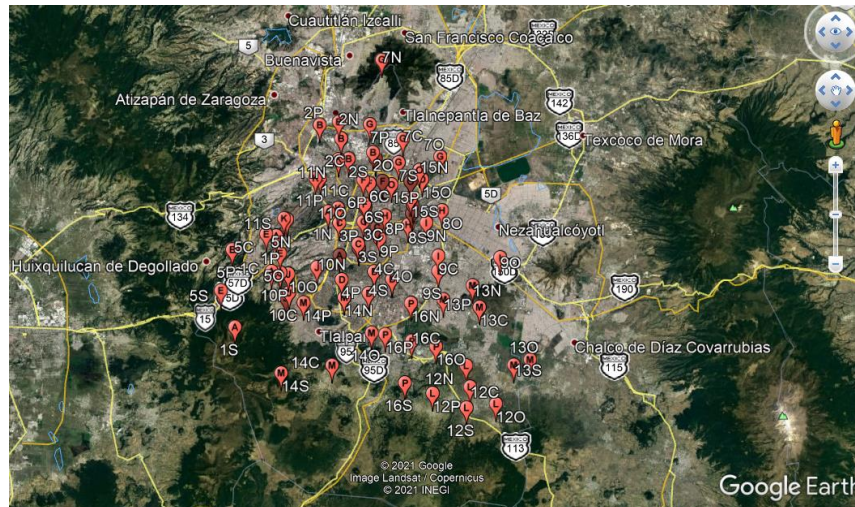 Cuautitlán Izcalli
San Francisco Coacalco
Buenavista
7N
5
85D
Atizapán de Zaragoza
142
Tlalnepantla de Baz
2P
2N
136D
Texcoco de Mora
3
7P
7C
7O
2C
2O
2S
7S
15N
11N
11C
15O
5D
11P
6P
6C
15P
134
11S
11O
6S
15S
8O
Nezahualcóyotl
5C
5N
1N
3P
3C
8P
8S
9N
Huixquilucan de Degollado
1P
3S
9P
9O
5P
1C
10N
4C
9C
150D
57D
5O
10O
4O
190
5S
5D
10P
4P
4S
9S
13N
15
10C
14P
14N
16N
13P
13C
1S
Tlalpan
95
14O
16P
16C
Chalco de Díaz Covarrubias
14C
95D
16O
13O
115
14S
12N
13S
16S
12P
12C
12S
12O
113
© 2021 Google
Image Landsat / Copernicus
© 2021 INEGI
Google Earth